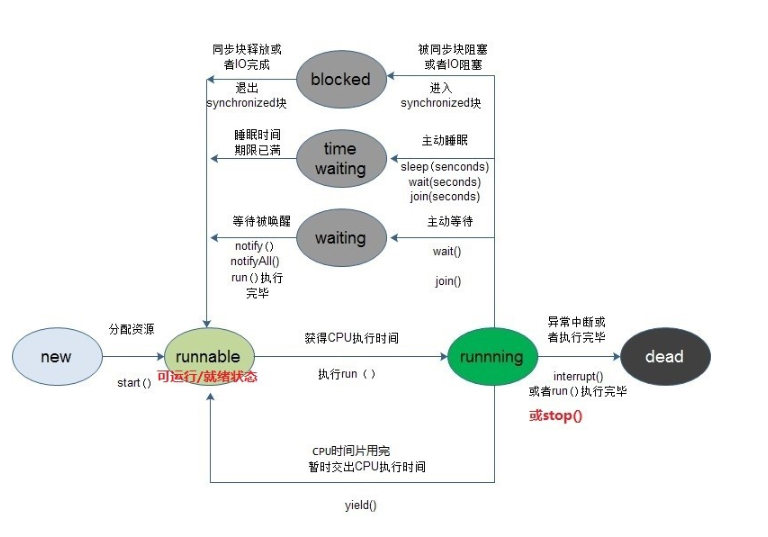 同步块释放或
者IO完成
blocked
被同步块阻塞
或者IO阻塞
退出
synchronized块
进入
synchronized块
睡眠时间
期限已满
time
waiting
主动睡眠
sleep(senconds)
wait(seconds)
join(seconds)
等待被唤醒
waiting
主动等待
notify()
notifyAll()
run()执行
完毕
wait()
join()
new
分配资源
start()
runnable
可运行/就绪状态
获得CPU执行时间
执行run（）
runnning
异常中断或
者执行完毕
interrupt()
或者run()执行完毕
或stop()
dead
CPU时间片用完
暂时交出CPU执行时间
yield()